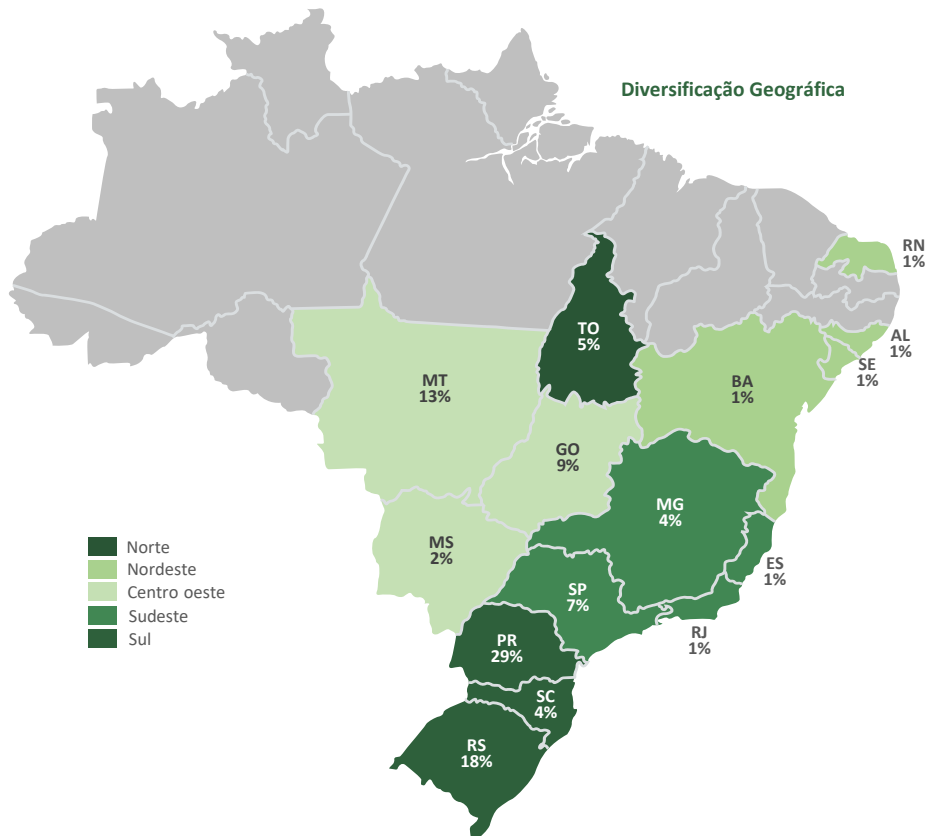 Diversificação Geográfica
RN
1%
TO
5%
AL
1%
SE
1%
MT
13%
BA
1%
GO
9%
MG
4%
MS
2%
ES
1%
SP
7%
RJ
1%
PR
29%
SC
4%
RS
18%
Norte
Nordeste
Centro oeste
Sudeste
Sul